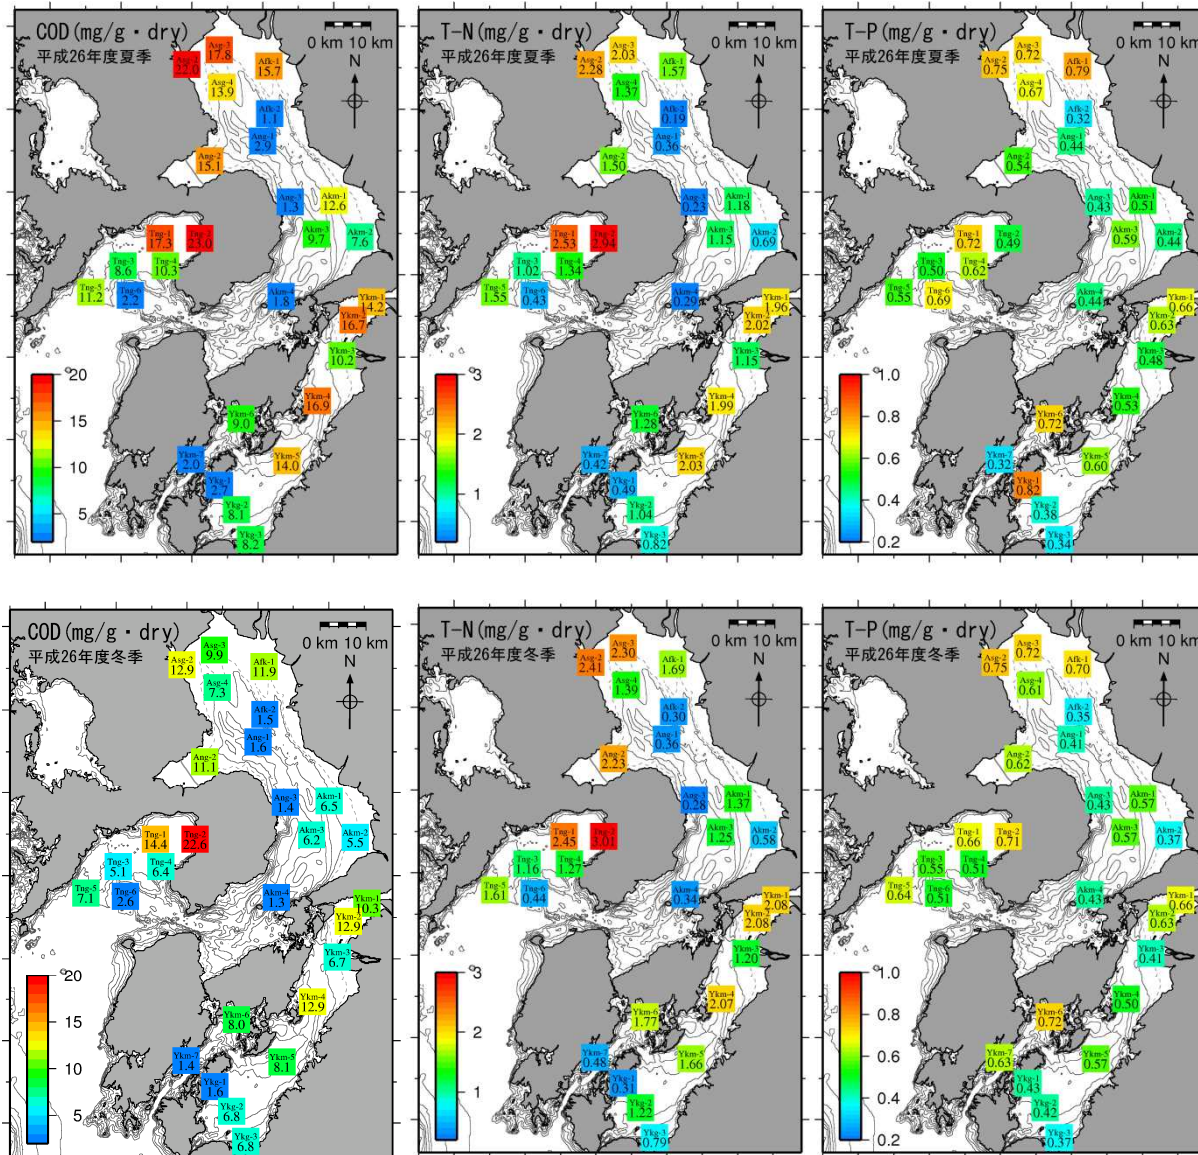 COD(mg/g・dry)
平成26年度夏季
0 km 10 km
N
Asg-3
17.8
Asg-2
22.0
Afk-1
15.7
Asg-4
13.9
Afk-2
1.1
Ang-1
2.9
Ang-2
15.1
Ang-3
1.3
Akm-1
12.6
Akm-3
9.7
Akm-2
7.6
Tng-1
17.3
Tng-2
23.0
Tng-3
8.6
Tng-4
10.3
Tng-5
11.2
Tng-6
2.2
Akm-4
1.8
Ykm-1
14.2
Ykm-2
16.7
Ykm-3
10.2
Ykm-4
16.9
Ykm-6
9.0
Ykm-7
2.0
Ykm-5
14.0
Ykg-1
2.7
Ykg-2
8.1
Ykg-3
8.2
20
15
10
5
T-N(mg/g・dry)
平成26年度夏季
0 km 10 km
N
Asg-3
2.03
Asg-2
2.28
Afk-1
1.57
Asg-4
1.37
Afk-2
0.19
Ang-1
0.36
Ang-2
1.50
Ang-3
0.23
Akm-1
1.18
Akm-3
1.15
Akm-2
0.69
Tng-1
2.53
Tng-2
2.94
Tng-3
1.02
Tng-4
1.34
Tng-5
1.55
Tng-6
0.43
Akm-4
0.29
Ykm-1
1.96
Ykm-2
2.02
Ykm-3
1.15
Ykm-4
1.99
Ykm-6
1.28
Ykm-7
0.42
Ykm-5
2.03
Ykg-1
0.49
Ykg-2
1.04
Ykg-3
0.82
3
2
1
T-P(mg/g・dry)
平成26年度夏季
0 km 10 km
N
Asg-3
0.72
Asg-2
0.75
Afk-1
0.79
Asg-4
0.67
Afk-2
0.32
Ang-1
0.44
Ang-2
0.54
Ang-3
0.43
Akm-1
0.51
Akm-3
0.59
Akm-2
0.44
Tng-1
0.72
Tng-2
0.49
Tng-3
0.50
Tng-4
0.62
Tng-5
0.55
Tng-6
0.69
Akm-4
0.44
Ykm-1
0.66
Ykm-2
0.63
Ykm-3
0.48
Ykm-4
0.53
Ykm-6
0.72
Ykm-7
0.32
Ykm-5
0.60
Ykg-1
0.82
Ykg-2
0.38
Ykg-3
0.34
1.0
0.8
0.6
0.4
0.2
COD(mg/g・dry)
平成26年度冬季
0 km 10 km
N
Asg-3
9.9
Asg-2
12.9
Afk-1
11.9
Asg-4
7.3
Afk-2
1.5
Ang-1
1.6
Ang-2
11.1
Ang-3
1.4
Akm-1
6.5
Akm-3
6.2
Akm-2
5.5
Tng-1
14.4
Tng-2
22.6
Tng-3
5.1
Tng-4
6.4
Tng-5
7.1
Tng-6
2.6
Akm-4
1.3
Ykm-1
10.3
Ykm-2
12.9
Ykm-3
6.7
Ykm-4
12.9
Ykm-6
8.0
Ykm-7
1.4
Ykm-5
8.1
Ykg-1
1.6
Ykg-2
6.8
Ykg-3
6.8
20
15
10
5
T-N(mg/g・dry)
平成26年度冬季
0 km 10 km
N
Asg-3
2.30
Asg-2
2.41
Afk-1
1.69
Asg-4
1.39
Afk-2
0.30
Ang-1
0.36
Ang-2
2.23
Ang-3
0.28
Akm-1
1.37
Akm-3
1.25
Akm-2
0.58
Tng-1
2.45
Tng-2
3.01
Tng-3
1.16
Tng-4
1.27
Tng-5
1.61
Tng-6
0.44
Akm-4
0.34
Ykm-1
2.08
Ykm-2
2.08
Ykm-3
1.20
Ykm-4
2.07
Ykm-6
1.77
Ykm-7
0.48
Ykm-5
1.66
Ykg-1
0.31
Ykg-2
1.22
Ykg-3
0.79
3
2
1
T-P(mg/g・dry)
平成26年度冬季
0 km 10 km
N
Asg-3
0.72
Asg-2
0.75
Afk-1
0.70
Asg-4
0.61
Afk-2
0.35
Ang-1
0.41
Ang-2
0.62
Ang-3
0.43
Akm-1
0.57
Akm-3
0.57
Akm-2
0.37
Tng-1
0.66
Tng-2
0.71
Tng-3
0.55
Tng-4
0.51
Tng-5
0.64
Tng-6
0.51
Akm-4
0.43
Ykm-1
0.66
Ykm-2
0.63
Ykm-3
0.41
Ykm-4
0.50
Ykm-6
0.72
Ykm-7
0.63
Ykm-5
0.57
Ykg-1
0.43
Ykg-2
0.42
Ykg-3
0.37
1.0
0.8
0.6
0.4
0.2